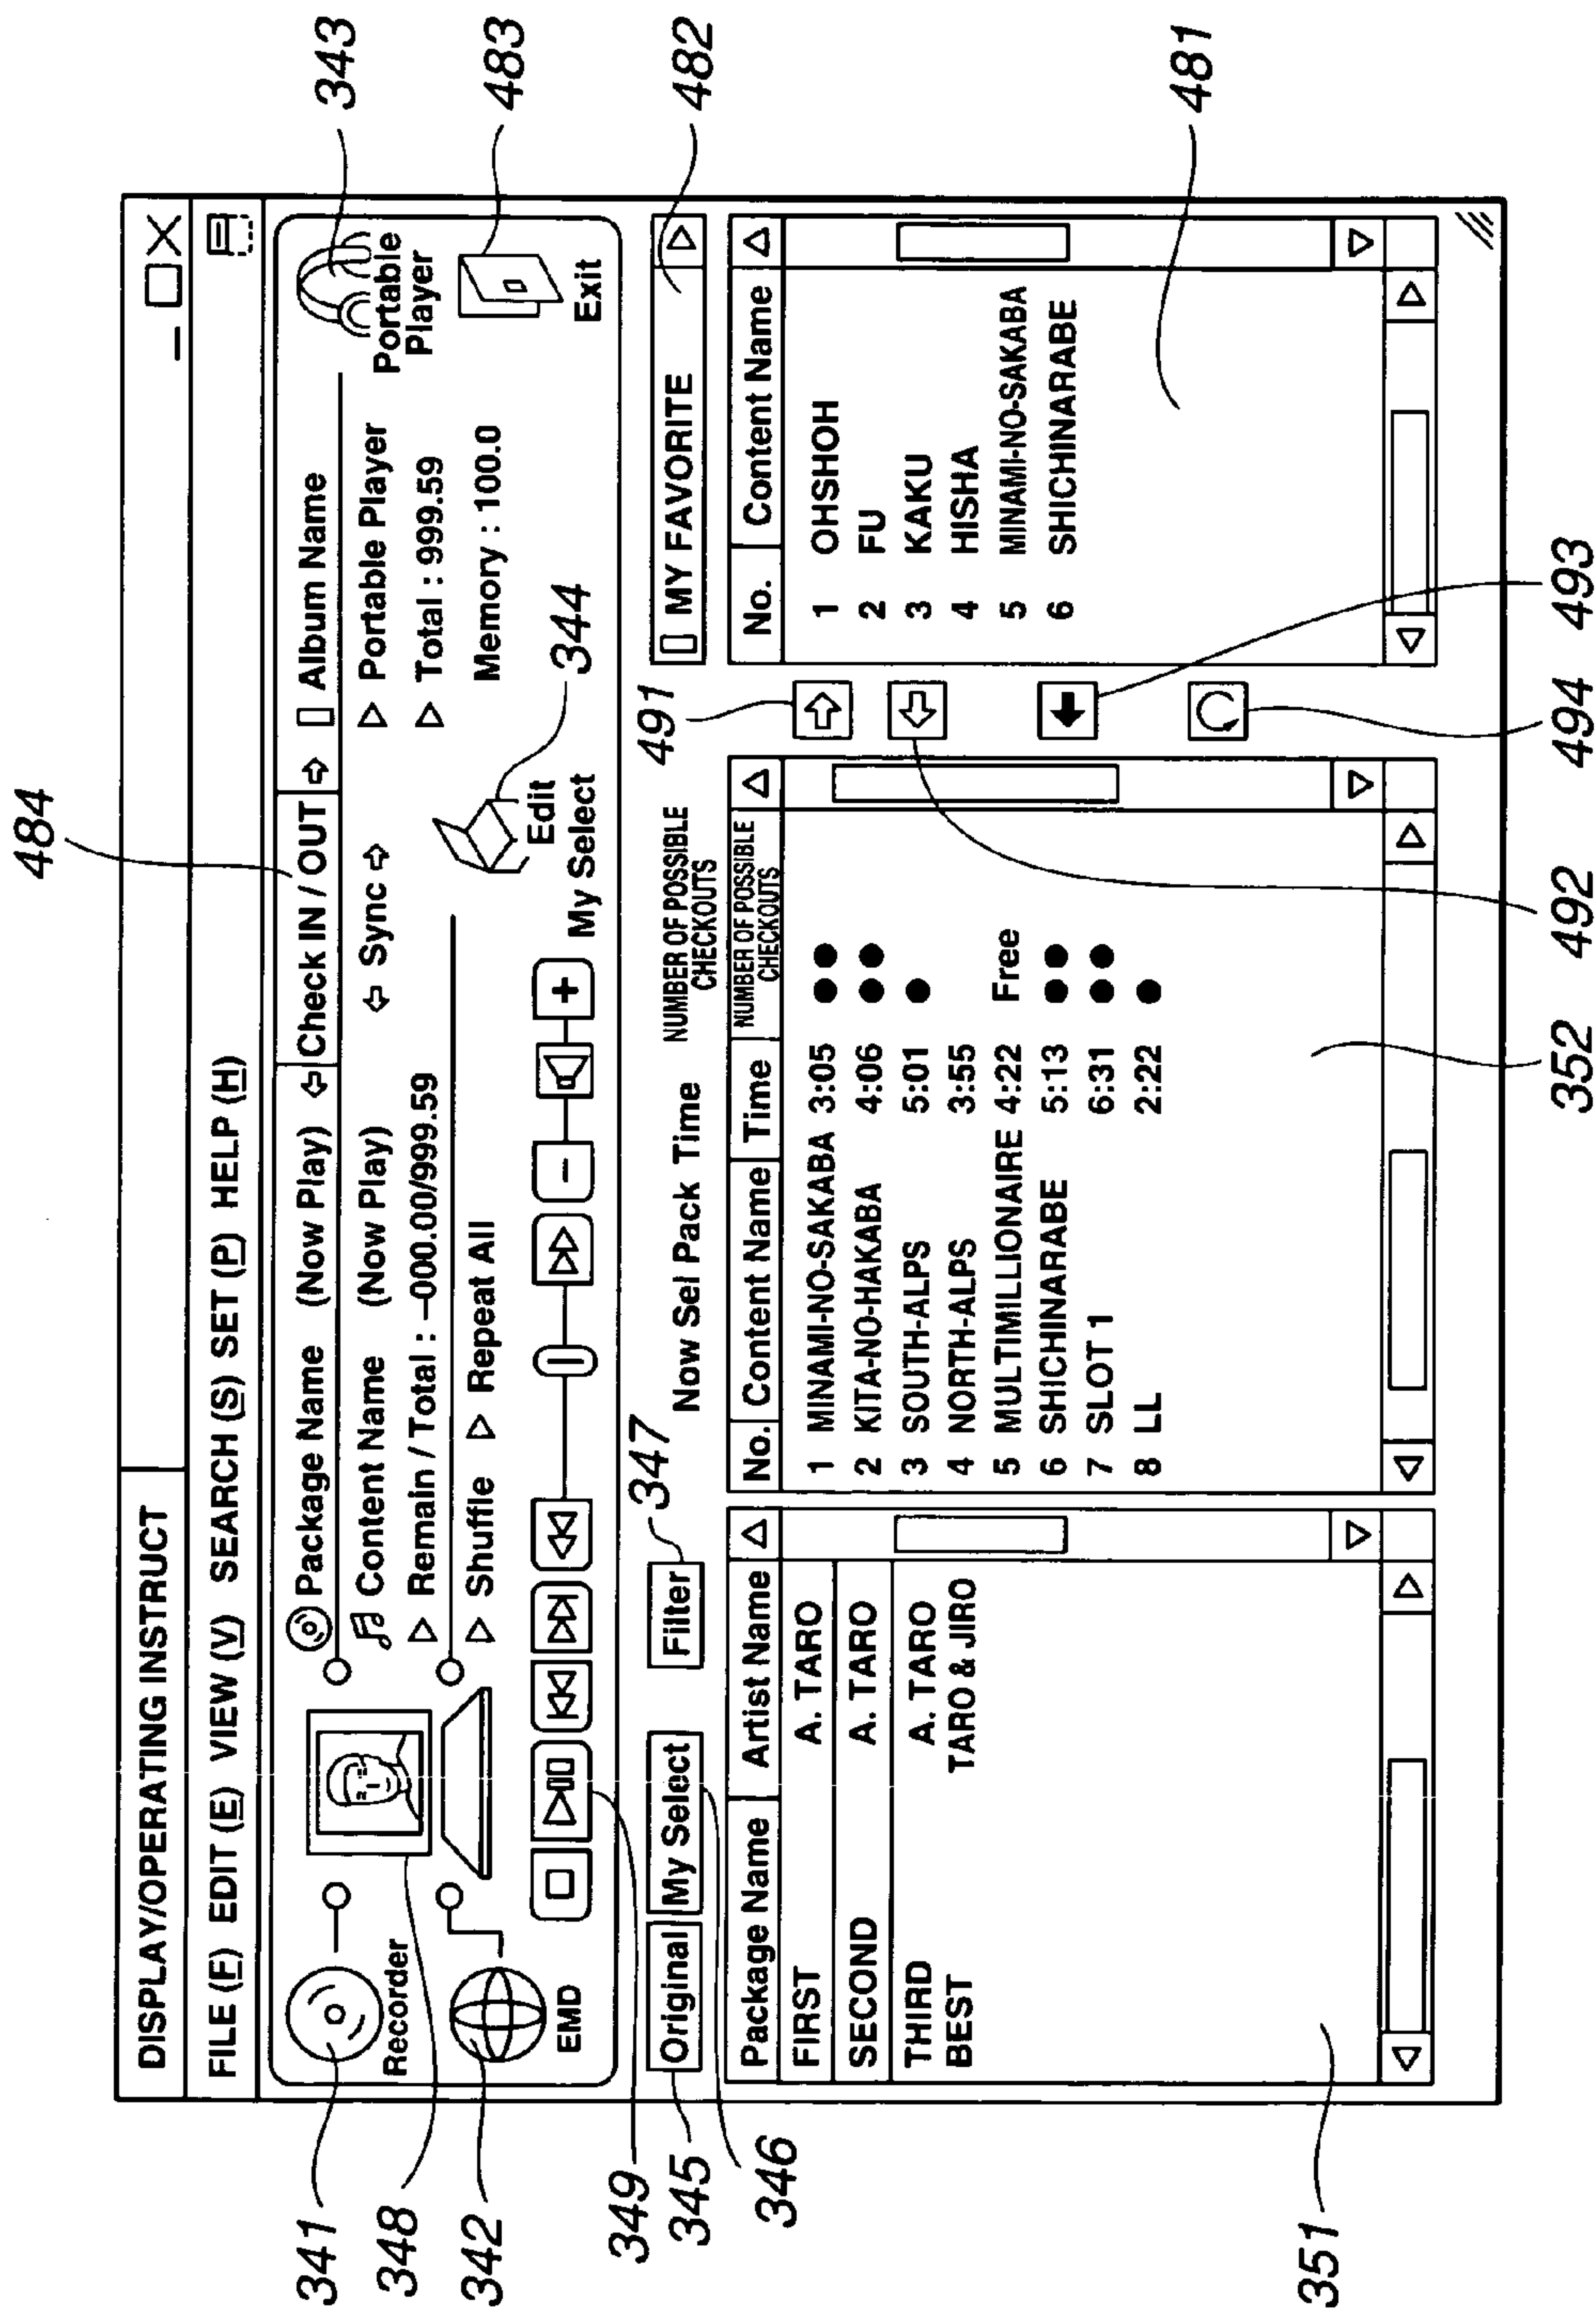 484
DISPLAY/OPERATING INSTRUCT
FILE (F) EDIT (E) VIEW (V) SEARCH (S) SET (P) HELP (H)
341
348
342
349
345
346
351
Recorder
EMD
Package Name (Now Play)
Content Name (Now Play)
Remain / Total : –000.00/999.59
Shuffle
Repeat All
Check IN / OUT
Sync
Album Name
Portable Player
Total : 999.59
Memory : 100.0
Portable
Player
Exit
Edit
My Select
344
343
483
482
481
Original
My Select
Filter
347
Now Sel Pack Time
NUMBER OF POSSIBLE
CHECKOUTS
491
MY FAVORITE
Package Name Artist Name
FIRST A. TARO
SECOND A. TARO
THIRD A. TARO
BEST TARO & JIRO
No. Content Name Time NUMBER OF POSSIBLE
CHECKOUTS
1 MINAMI-NO-SAKABA 3:05 ●●
2 KITA-NO-HAKABA 4:06 ●●
3 SOUTH-ALPS 5:01 ●
4 NORTH-ALPS 3:55
5 MULTIMILLIONAIRE 4:22 Free
6 SHICHINARABE 5:13 ●●
7 SLOT 1 6:31 ●●
8 LL 2:22 ●
No. Content Name
1 OHSHOH
2 FU
3 KAKU
4 HISHA
5 MINAMI-NO-SAKABA
6 SHICHINARABE
352
492
494
493